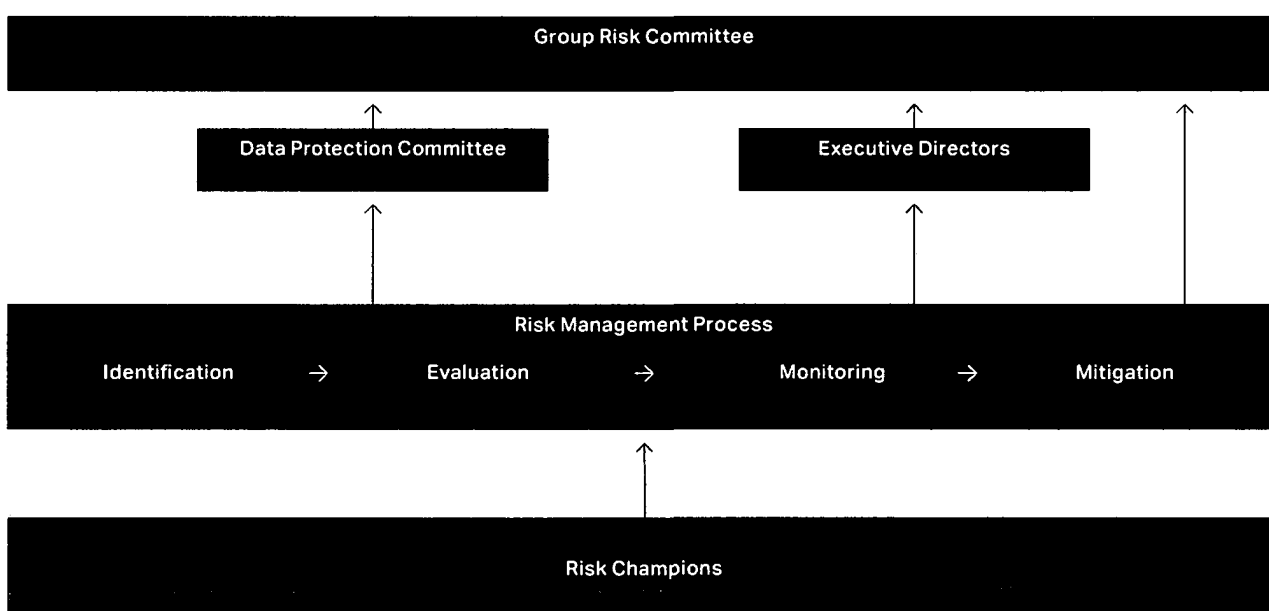 Group Risk Committee
Data Protection Committee
Executive Directors
Risk Management Process
Identification → Evaluation → Monitoring → Mitigation
Risk Champions